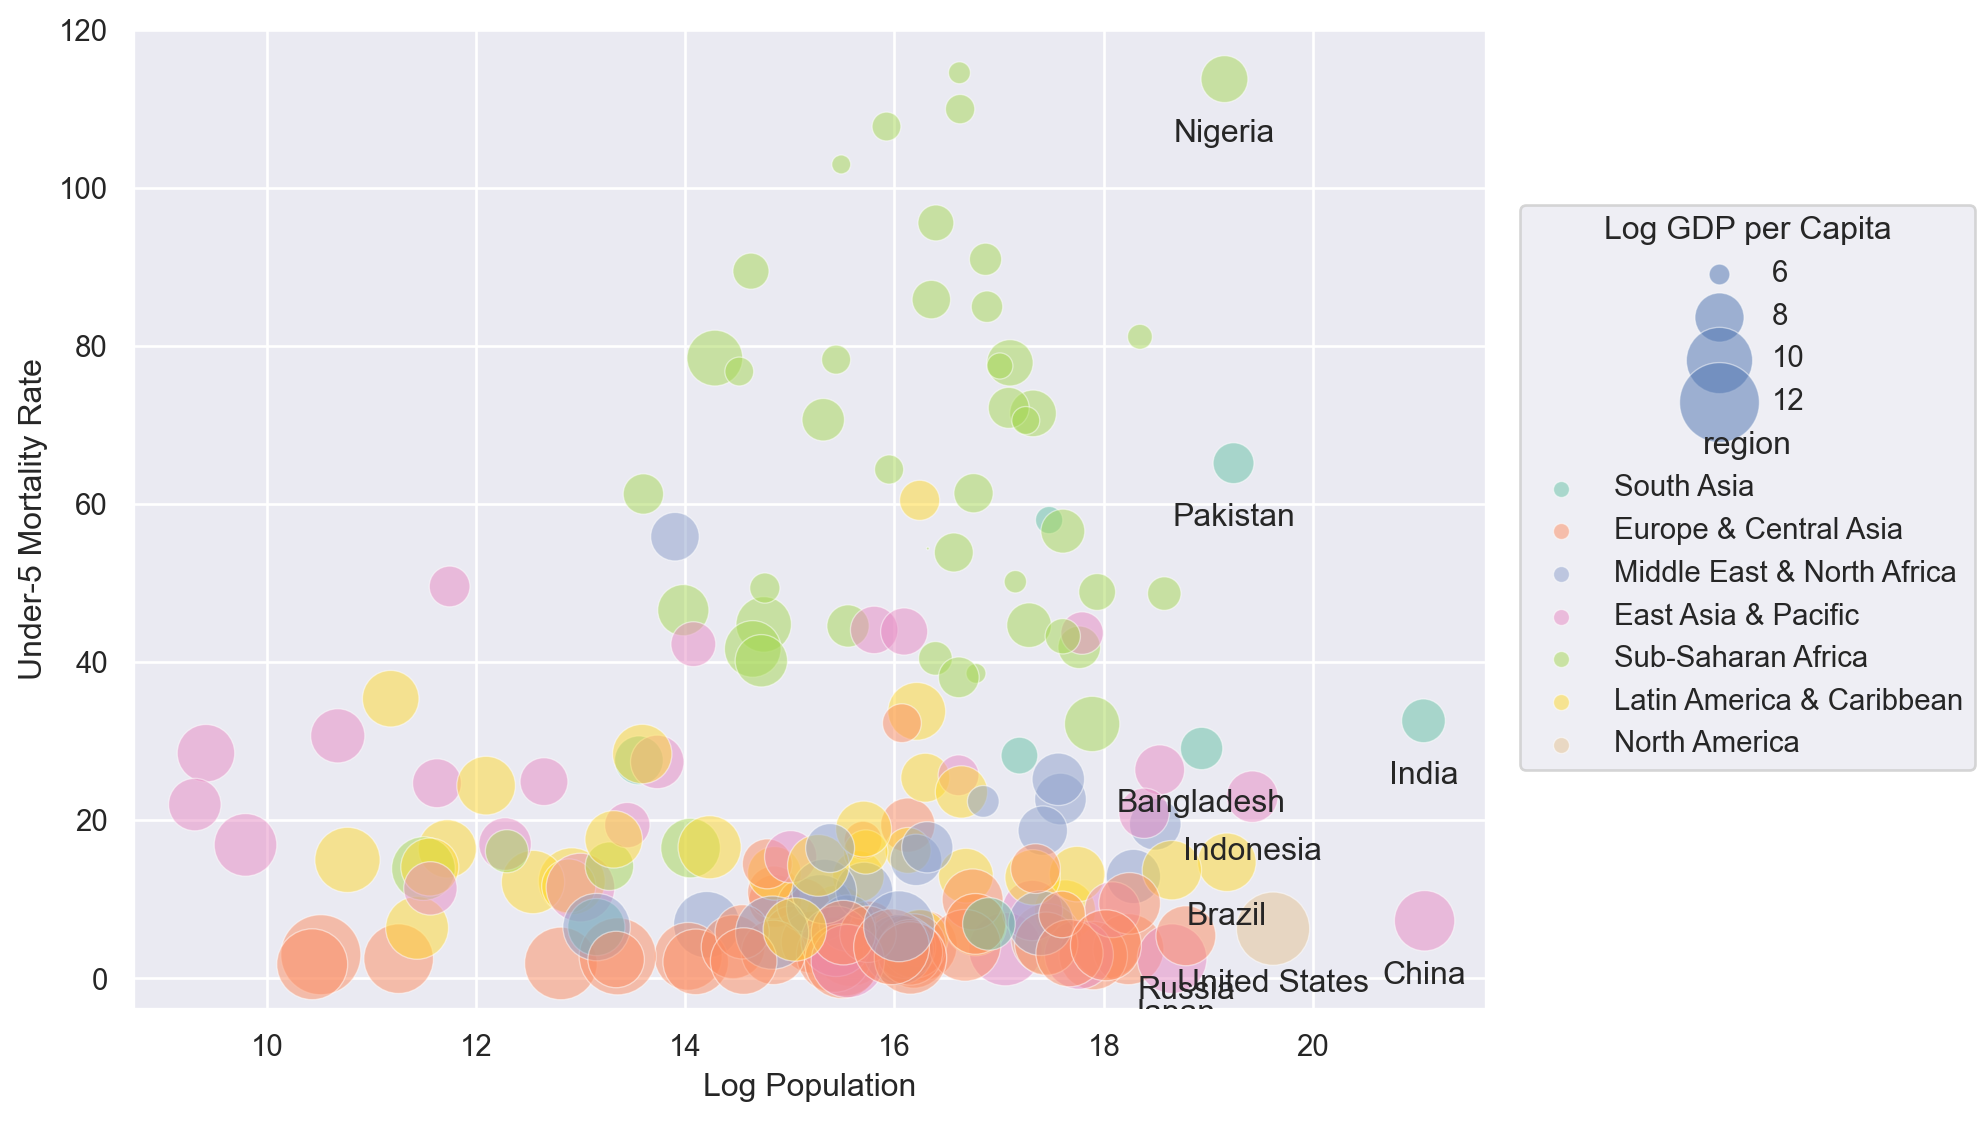 120
100
80
60
40
20
0
Under-5 Mortality Rate
10
12
14
16
18
20
Log Population
Nigeria
Pakistan
India
Bangladesh
Indonesia
Brazil
China
United States
Russia
Japan
Log GDP per Capita
6
8
10
12
region
South Asia
Europe & Central Asia
Middle East & North Africa
East Asia & Pacific
Sub-Saharan Africa
Latin America & Caribbean
North America